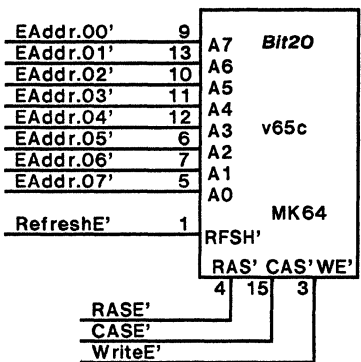 EAddr.00' 9 A7 Bit20
EAddr.01' 13 A6
EAddr.02' 10 A5
EAddr.03' 11 A4
EAddr.04' 12 A3 v65c
EAddr.05' 6 A2
EAddr.06' 7 A1
EAddr.07' 5 A0
MK64
RefreshE' 1 RFSH'
RAS' CAS' WE'
4 15 3
RASE'
CASE'
WriteE'